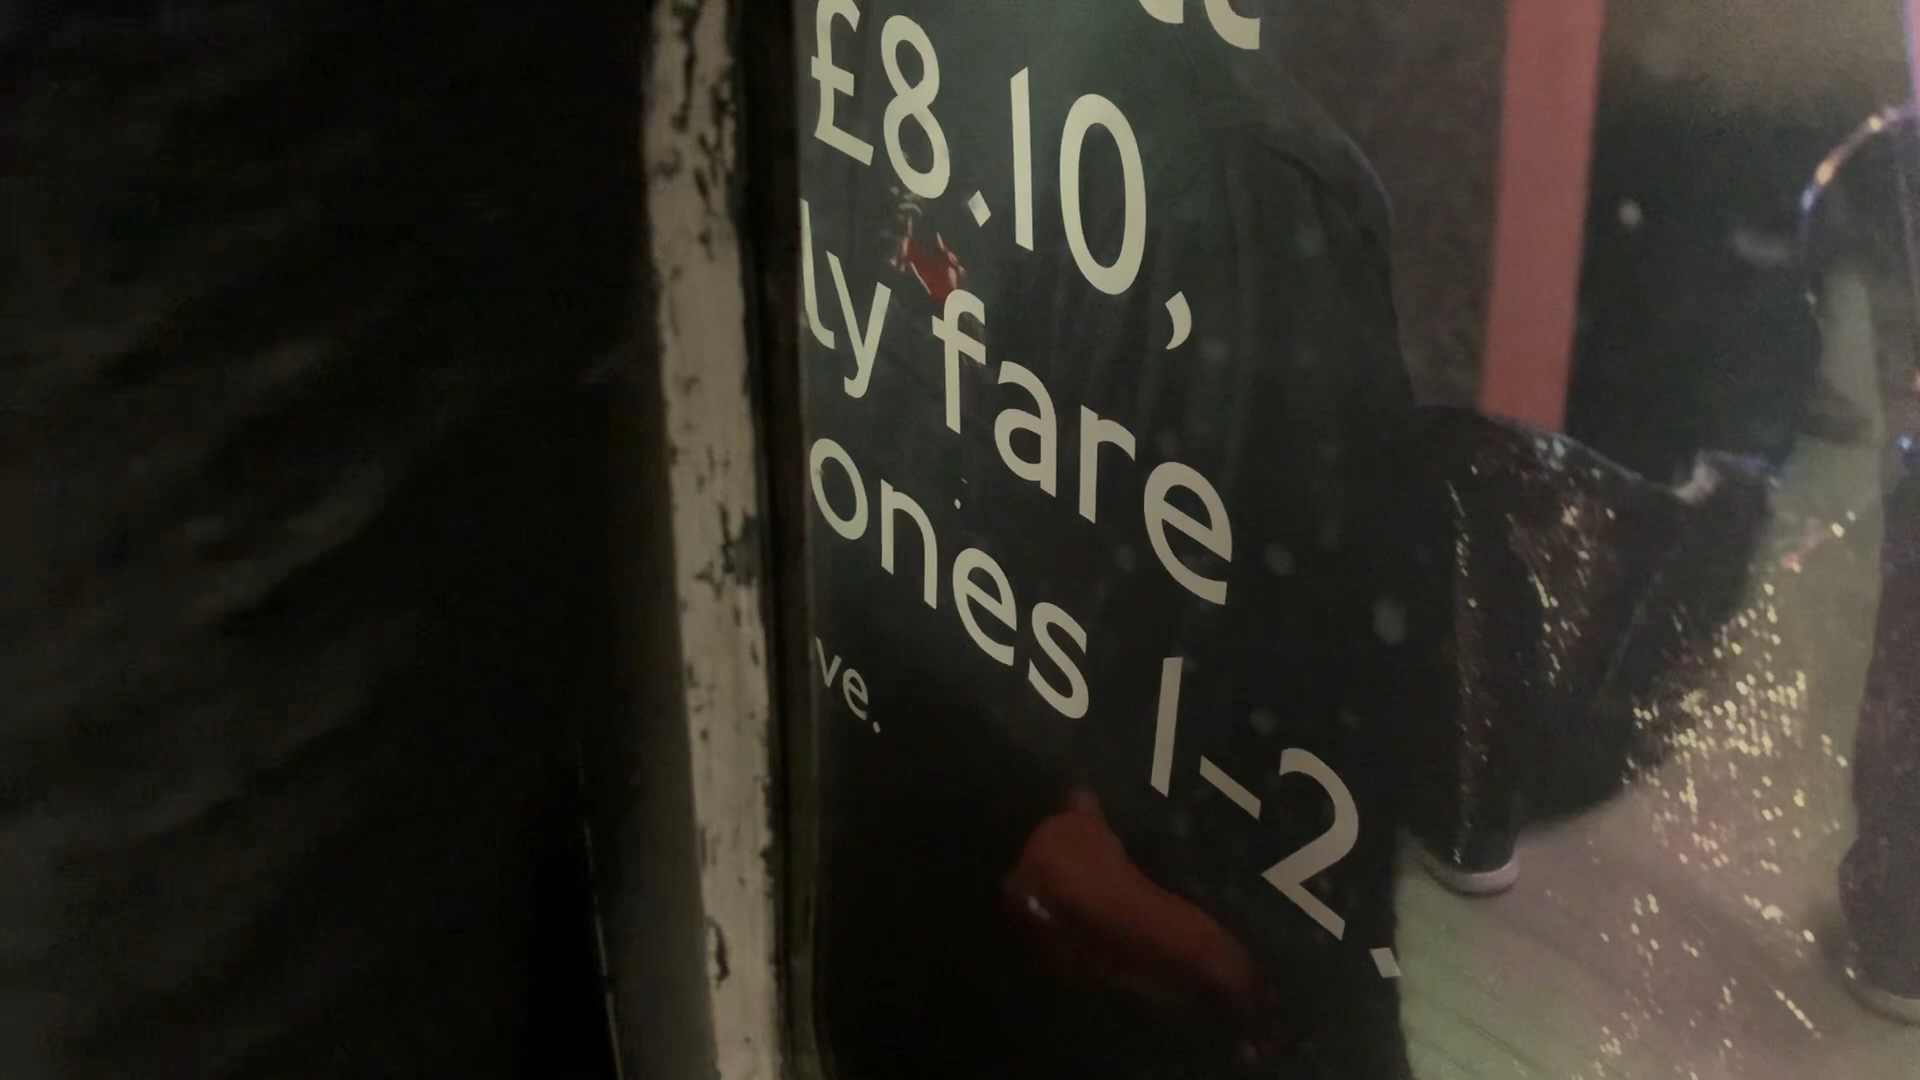 £8.10,
ly fare
ones 1-2.
ve.